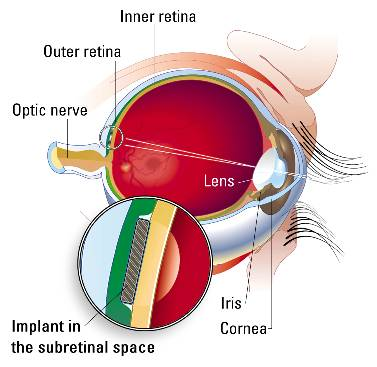 Inner retina
Outer retina
Optic nerve
Lens
Iris
Cornea
Implant in
the subretinal space